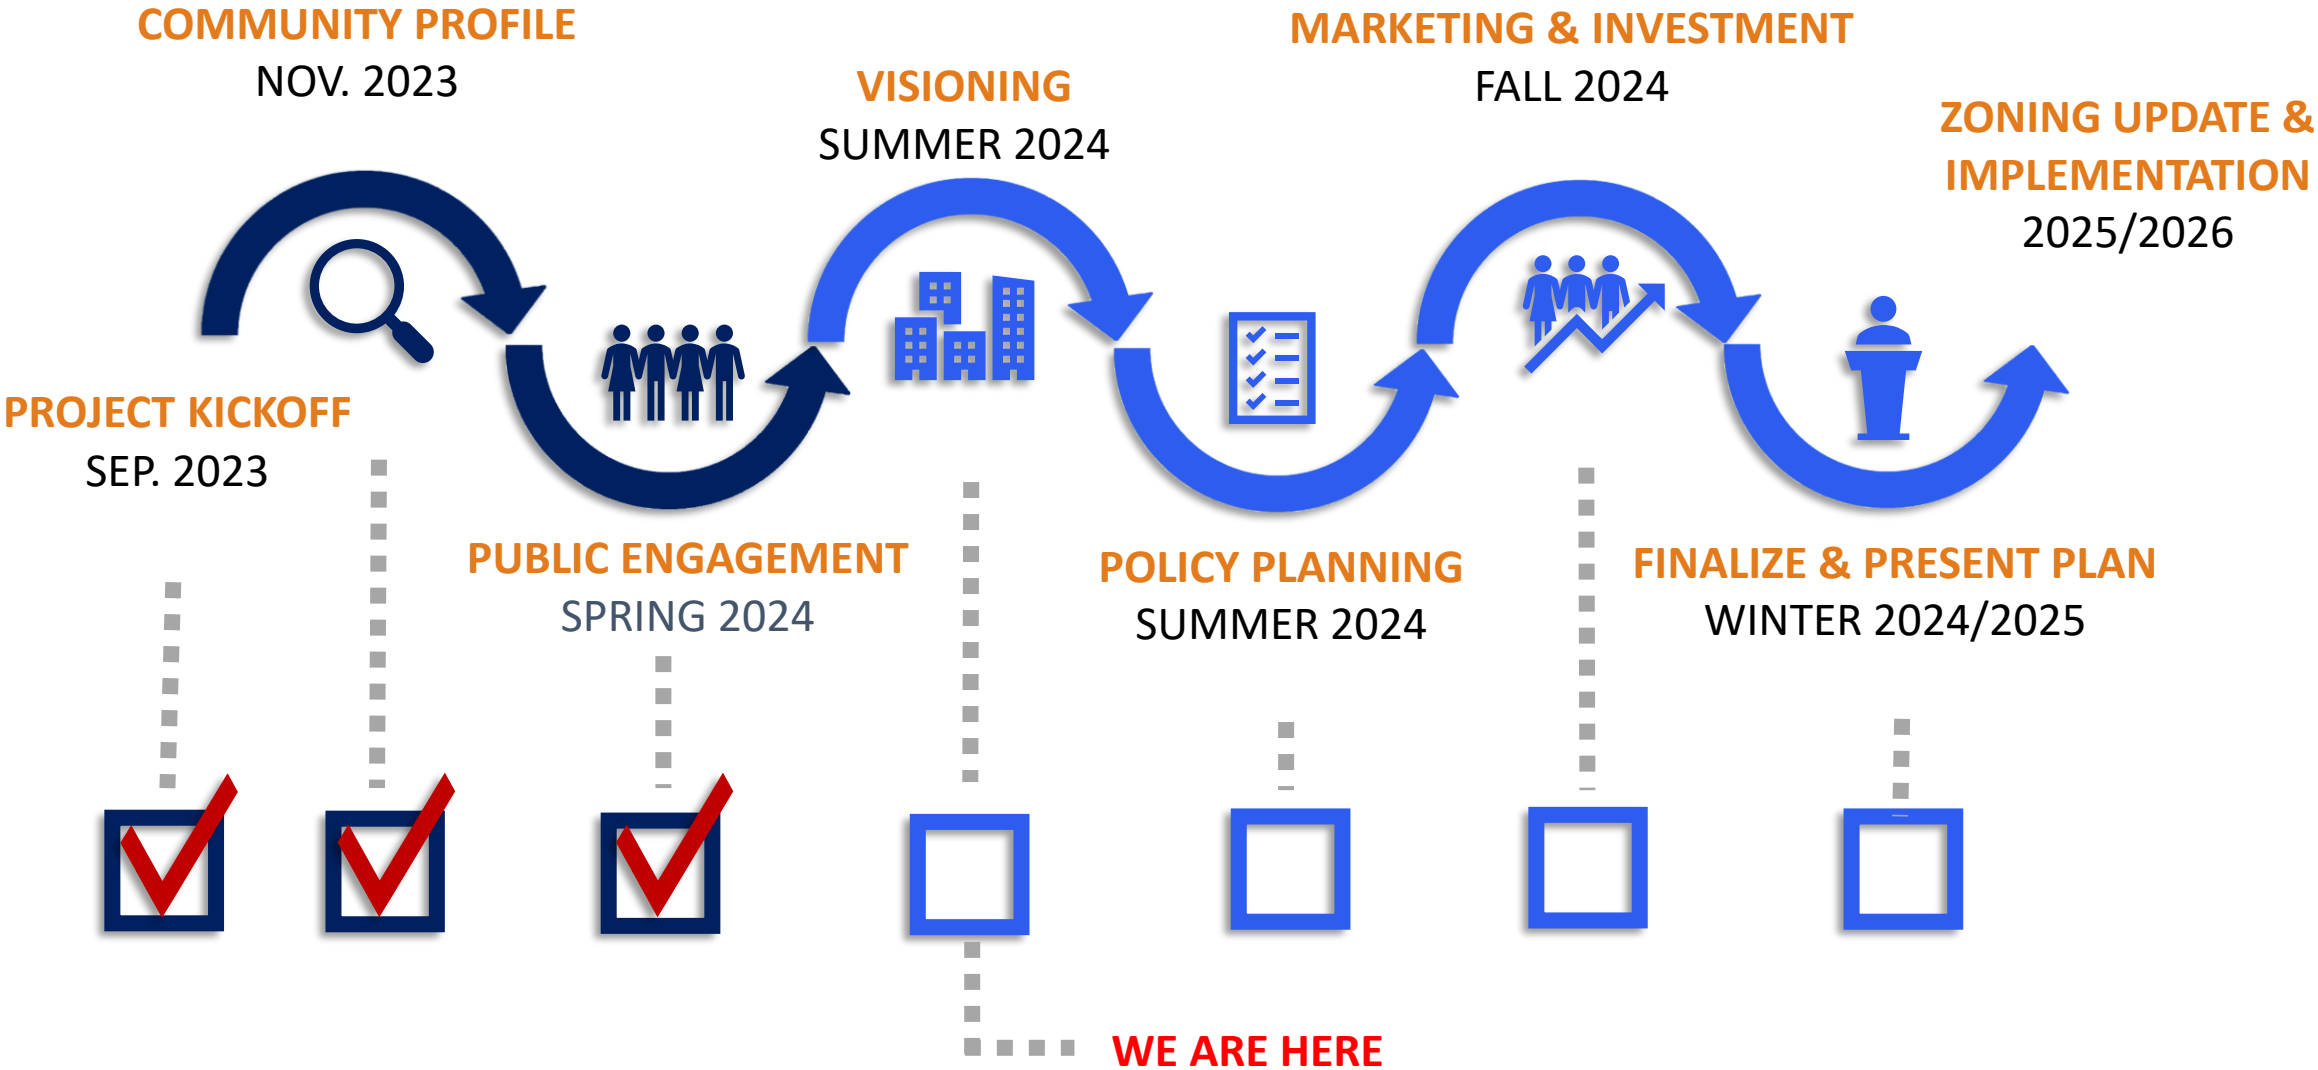 COMMUNITY PROFILE
NOV. 2023
MARKETING & INVESTMENT
FALL 2024
VISIONING
SUMMER 2024
ZONING UPDATE &
IMPLEMENTATION
2025/2026
PROJECT KICKOFF
SEP. 2023
PUBLIC ENGAGEMENT
SPRING 2024
POLICY PLANNING
SUMMER 2024
FINALIZE & PRESENT PLAN
WINTER 2024/2025
WE ARE HERE